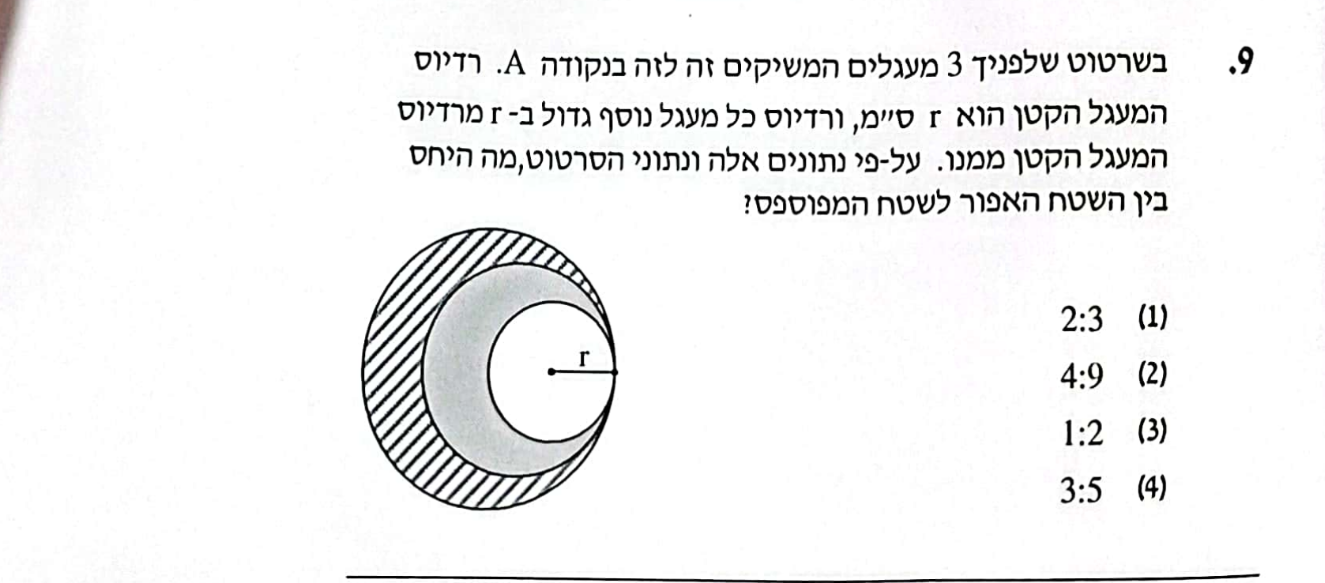 9. בשרטוט שלפניך 3 מעגלים המשיקים זה לזה בנקודה A. רדיוס
המעגל הקטן הוא r ס״מ, ורדיוס כל מעגל נוסף גדול ב-r מרדיוס
המעגל הקטן ממנו. על-פי נתונים אלה ונתוני הסרטוט,מה היחס
בין השטח האפור לשטח המפוספס?
r
(1) 2:3
(2) 4:9
(3) 1:2
(4) 3:5